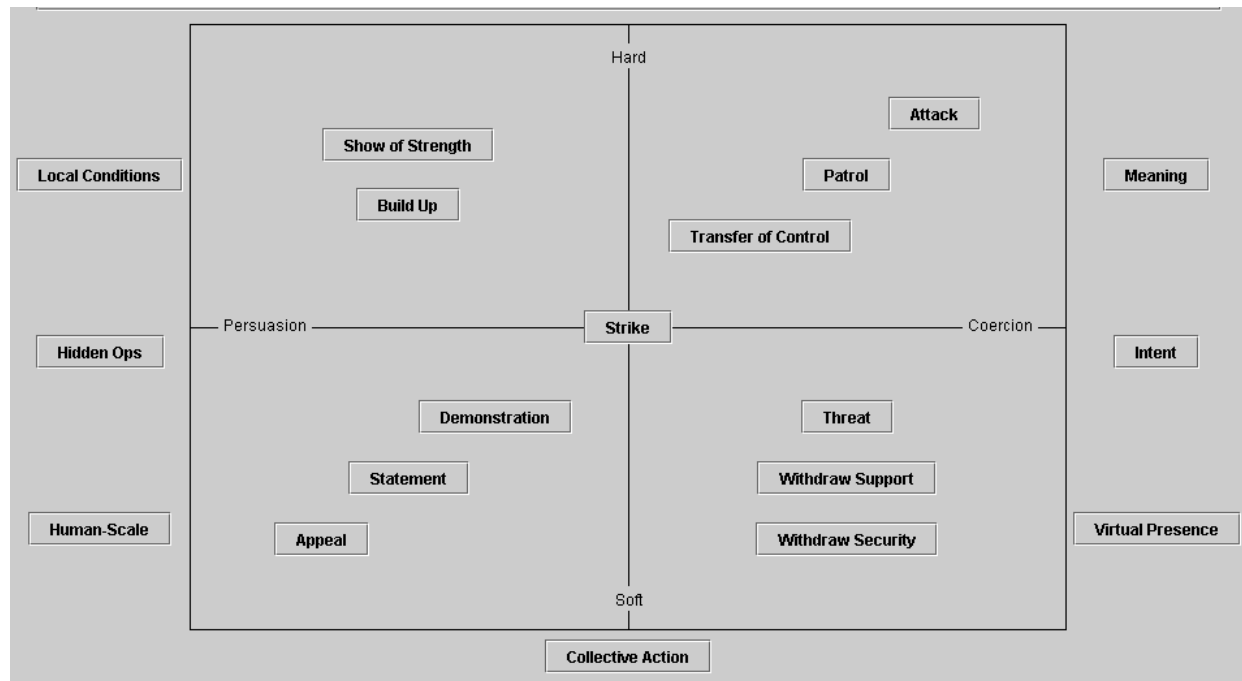 Hard
Attack
Show of Strength
Local Conditions
Patrol
Meaning
Build Up
Transfer of Control
Persuasion
Strike
Coercion
Hidden Ops
Intent
Demonstration
Threat
Statement
Withdraw Support
Human-Scale
Appeal
Withdraw Security
Virtual Presence
Soft
Collective Action